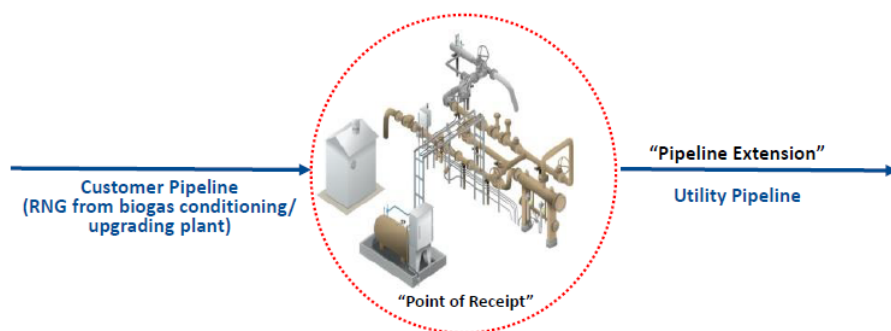 Customer Pipeline
(RNG from biogas conditioning/
upgrading plant)
“Point of Receipt”
“Pipeline Extension”
Utility Pipeline